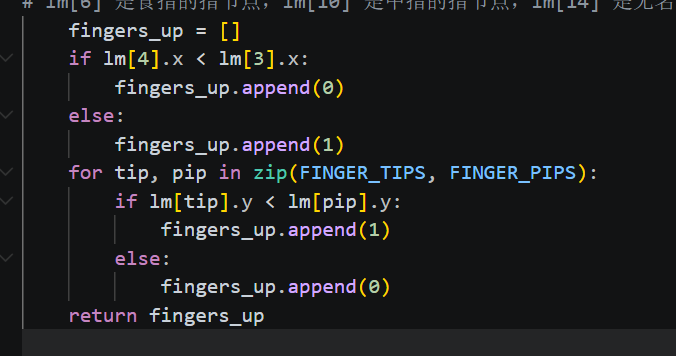 # lm[6] 是食指的指节点，lm[10] 是中指的指节点，lm[14] 是无名
fingers_up = []
if lm[4].x < lm[3].x:
fingers_up.append(0)
else:
fingers_up.append(1)
for tip, pip in zip(FINGER_TIPS, FINGER_PIPS):
if lm[tip].y < lm[pip].y:
fingers_up.append(1)
else:
fingers_up.append(0)
return fingers_up